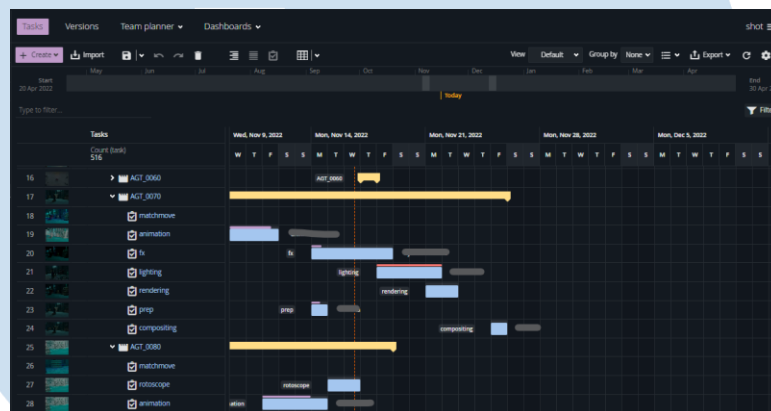 Tasks Versions Team planner Dashboards shot
+ Create Import View Default Group by None Export
May Jun Jul Aug Sep Oct Nov Dec Jan Feb Mar Apr
Start End
20 Apr 2022 30 Apr
Today
Type to filter... Filte
Tasks Wed, Nov 9, 2022 Mon, Nov 14, 2022 Mon, Nov 21, 2022 Mon, Nov 28, 2022 Mon, Dec 5, 2022
Count (task)
516 W T F S S M T W T F S S M T W T F S S M T W T F S S M T W T F S S
16 AGT_0060 AGT_0060
17 AGT_0070
18 matchmove
19 animation
20 fx fx
21 lighting lighting
22 rendering rendering
23 prep prep
24 compositing compositing
25 AGT_0080
26 matchmove
27 rotoscope rotoscope
28 animation ation